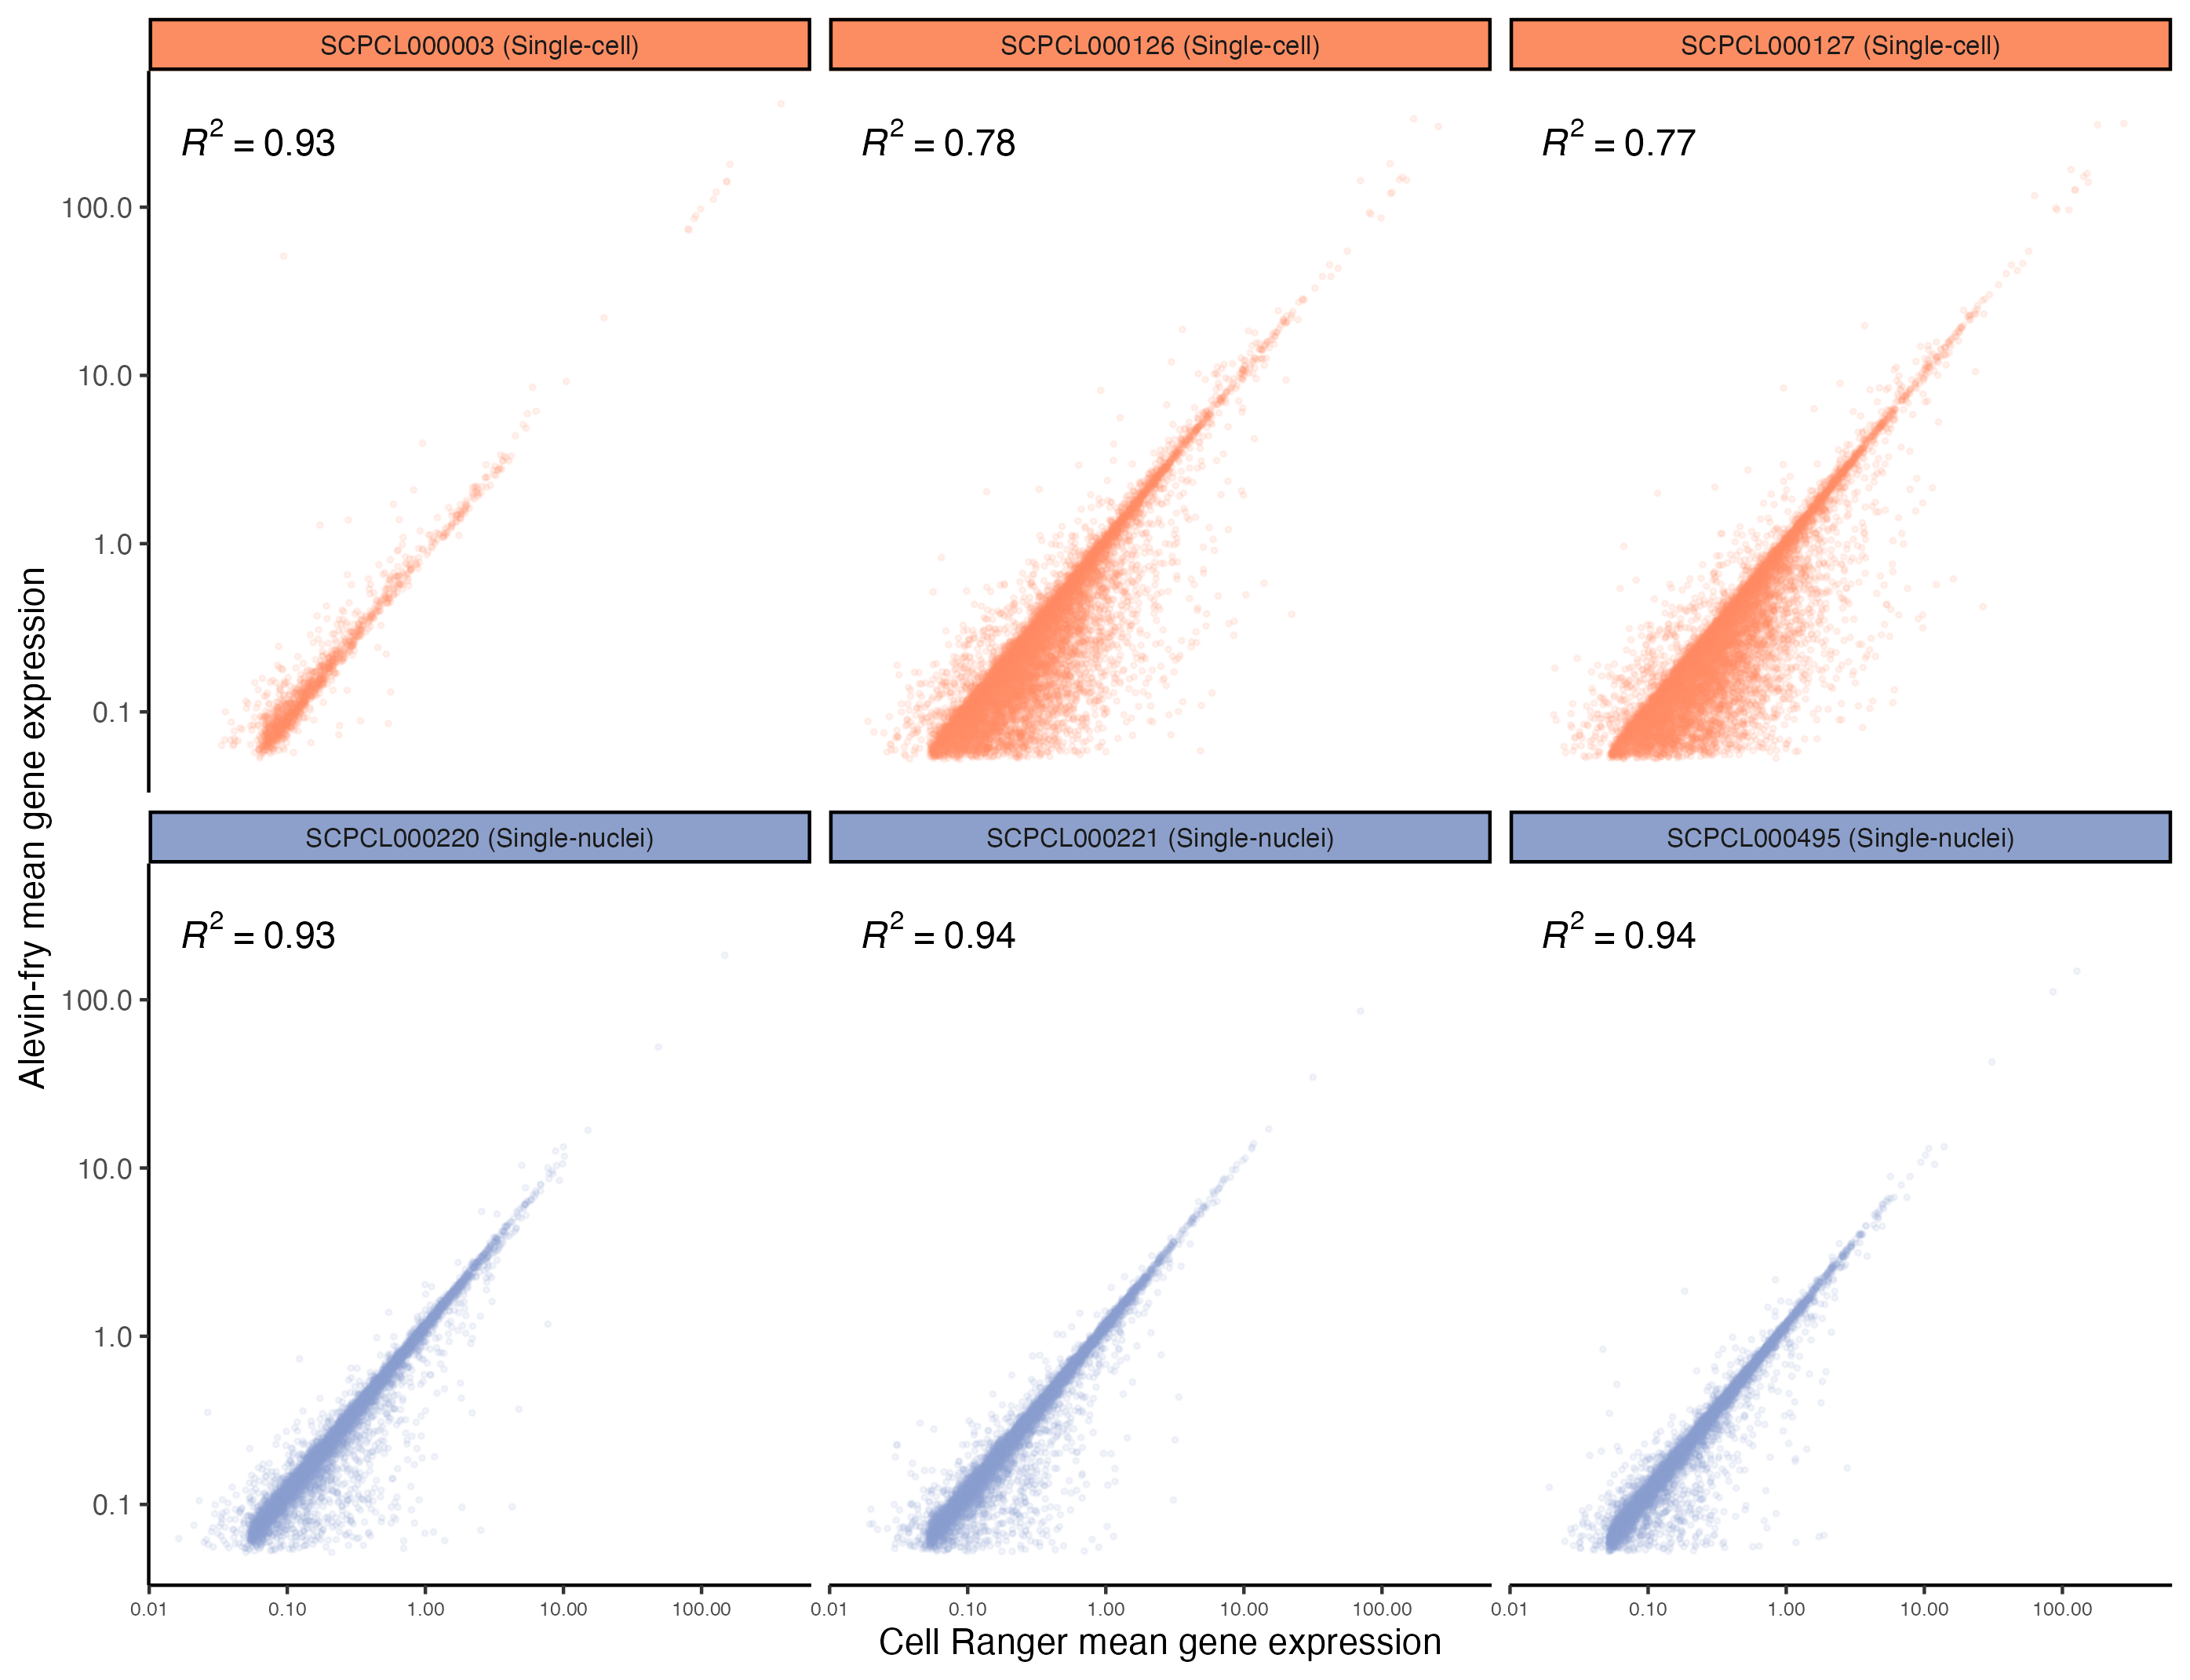 SCPCL000003 (Single-cell)
SCPCL000126 (Single-cell)
SCPCL000127 (Single-cell)
R² = 0.93
R² = 0.78
R² = 0.77
100.0
10.0
1.0
0.1
Alevin-fry mean gene expression
SCPCL000220 (Single-nuclei)
SCPCL000221 (Single-nuclei)
SCPCL000495 (Single-nuclei)
R² = 0.93
R² = 0.94
R² = 0.94
100.0
10.0
1.0
0.1
0.01 0.10 1.00 10.00 100.00
0.01 0.10 1.00 10.00 100.00
0.01 0.10 1.00 10.00 100.00
Cell Ranger mean gene expression